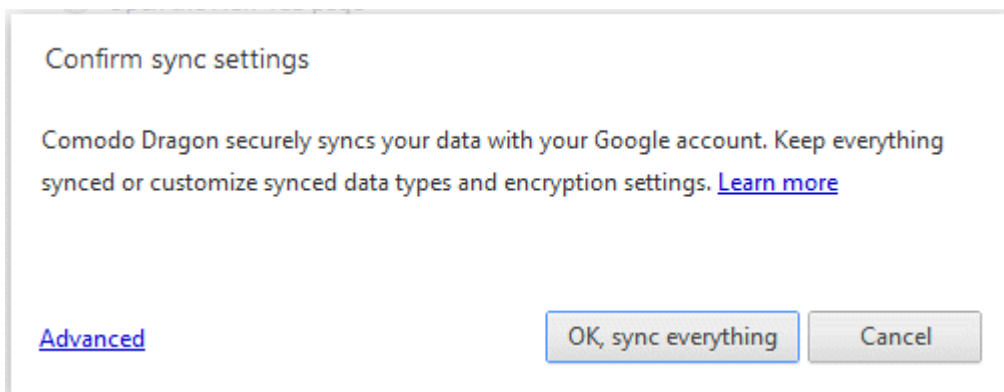 Confirm sync settings
Comodo Dragon securely syncs your data with your Google account. Keep everything
synced or customize synced data types and encryption settings. Learn more
Advanced OK, sync everything Cancel